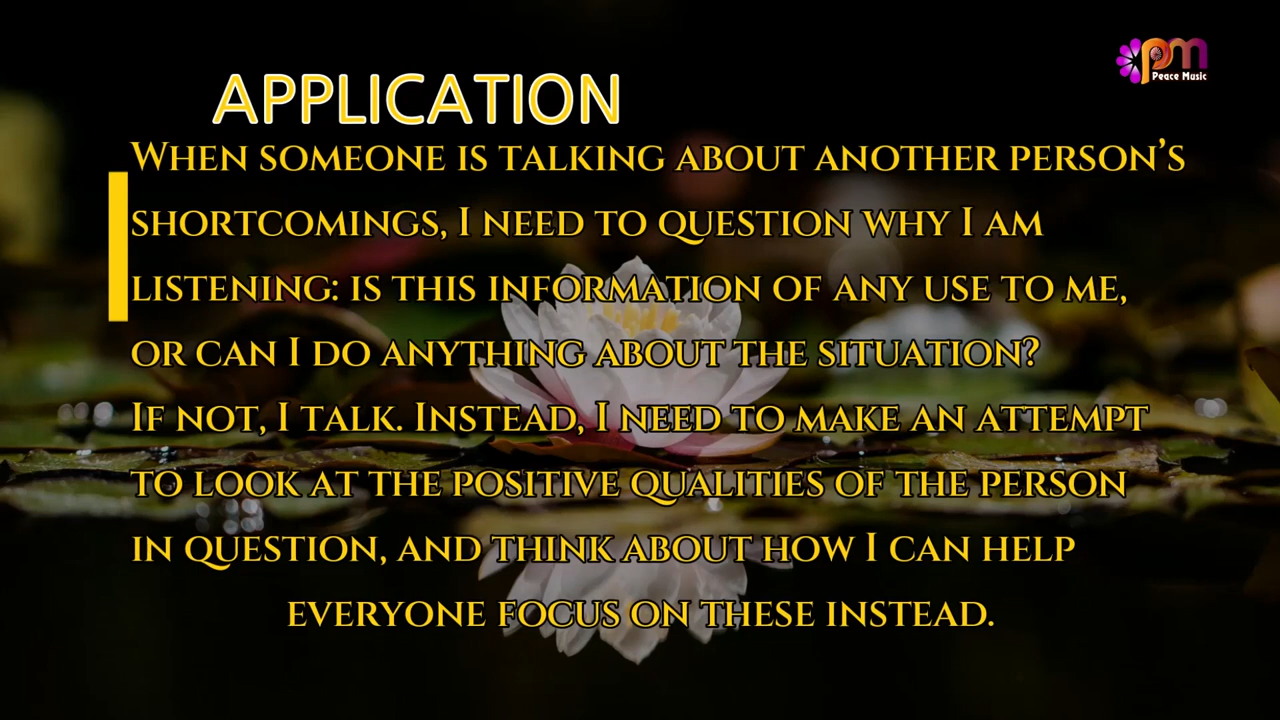 pm
Peace Music
APPLICATION
When someone is talking about another person's
shortcomings, I need to question why I am
listening: is this information of any use to me,
or can I do anything about the situation?
If not, I talk. Instead, I need to make an attempt
to look at the positive qualities of the person
in question, and think about how I can help
everyone focus on these instead.